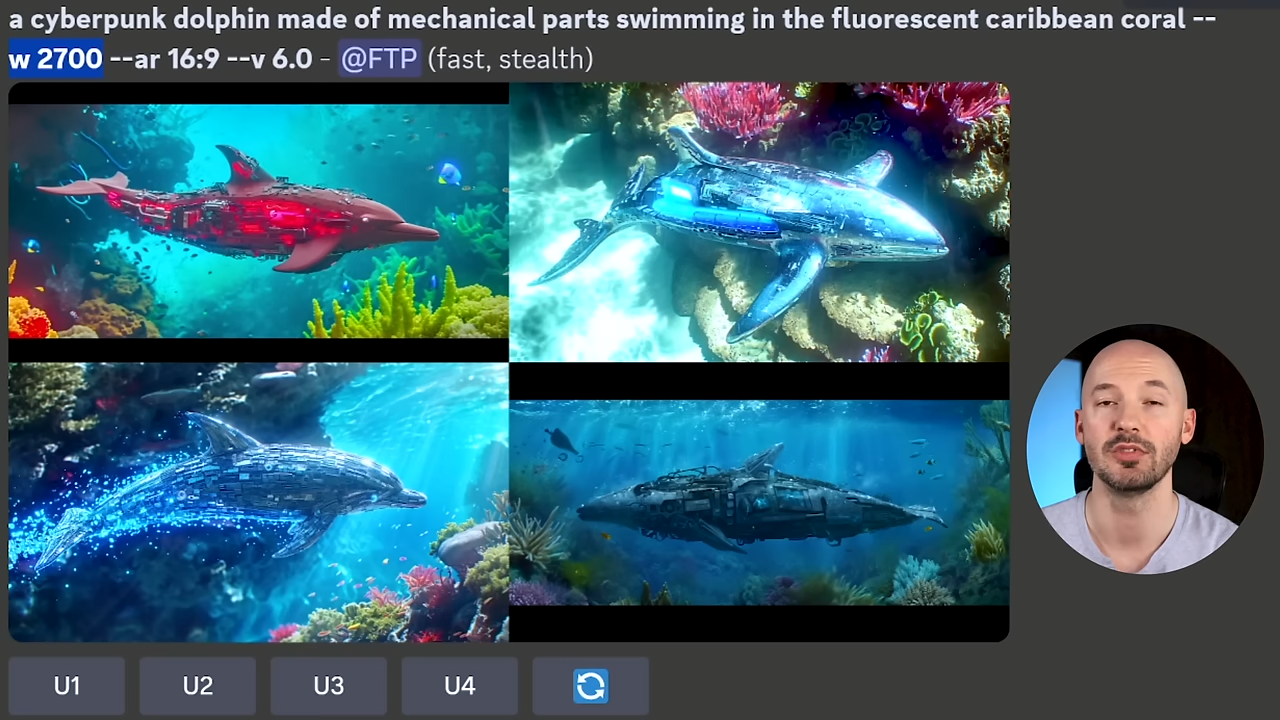 a cyberpunk dolphin made of mechanical parts swimming in the fluorescent caribbean coral --
w 2700 --ar 16:9 --v 6.0 - @FTP (fast, stealth)
U1 U2 U3 U4